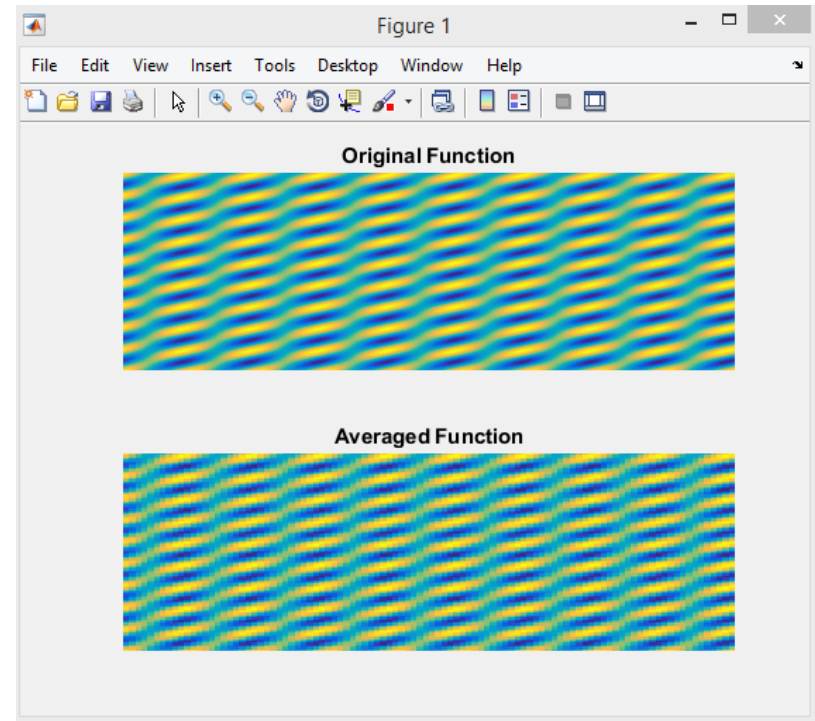 Figure 1
File Edit View Insert Tools Desktop Window Help
Original Function
Averaged Function